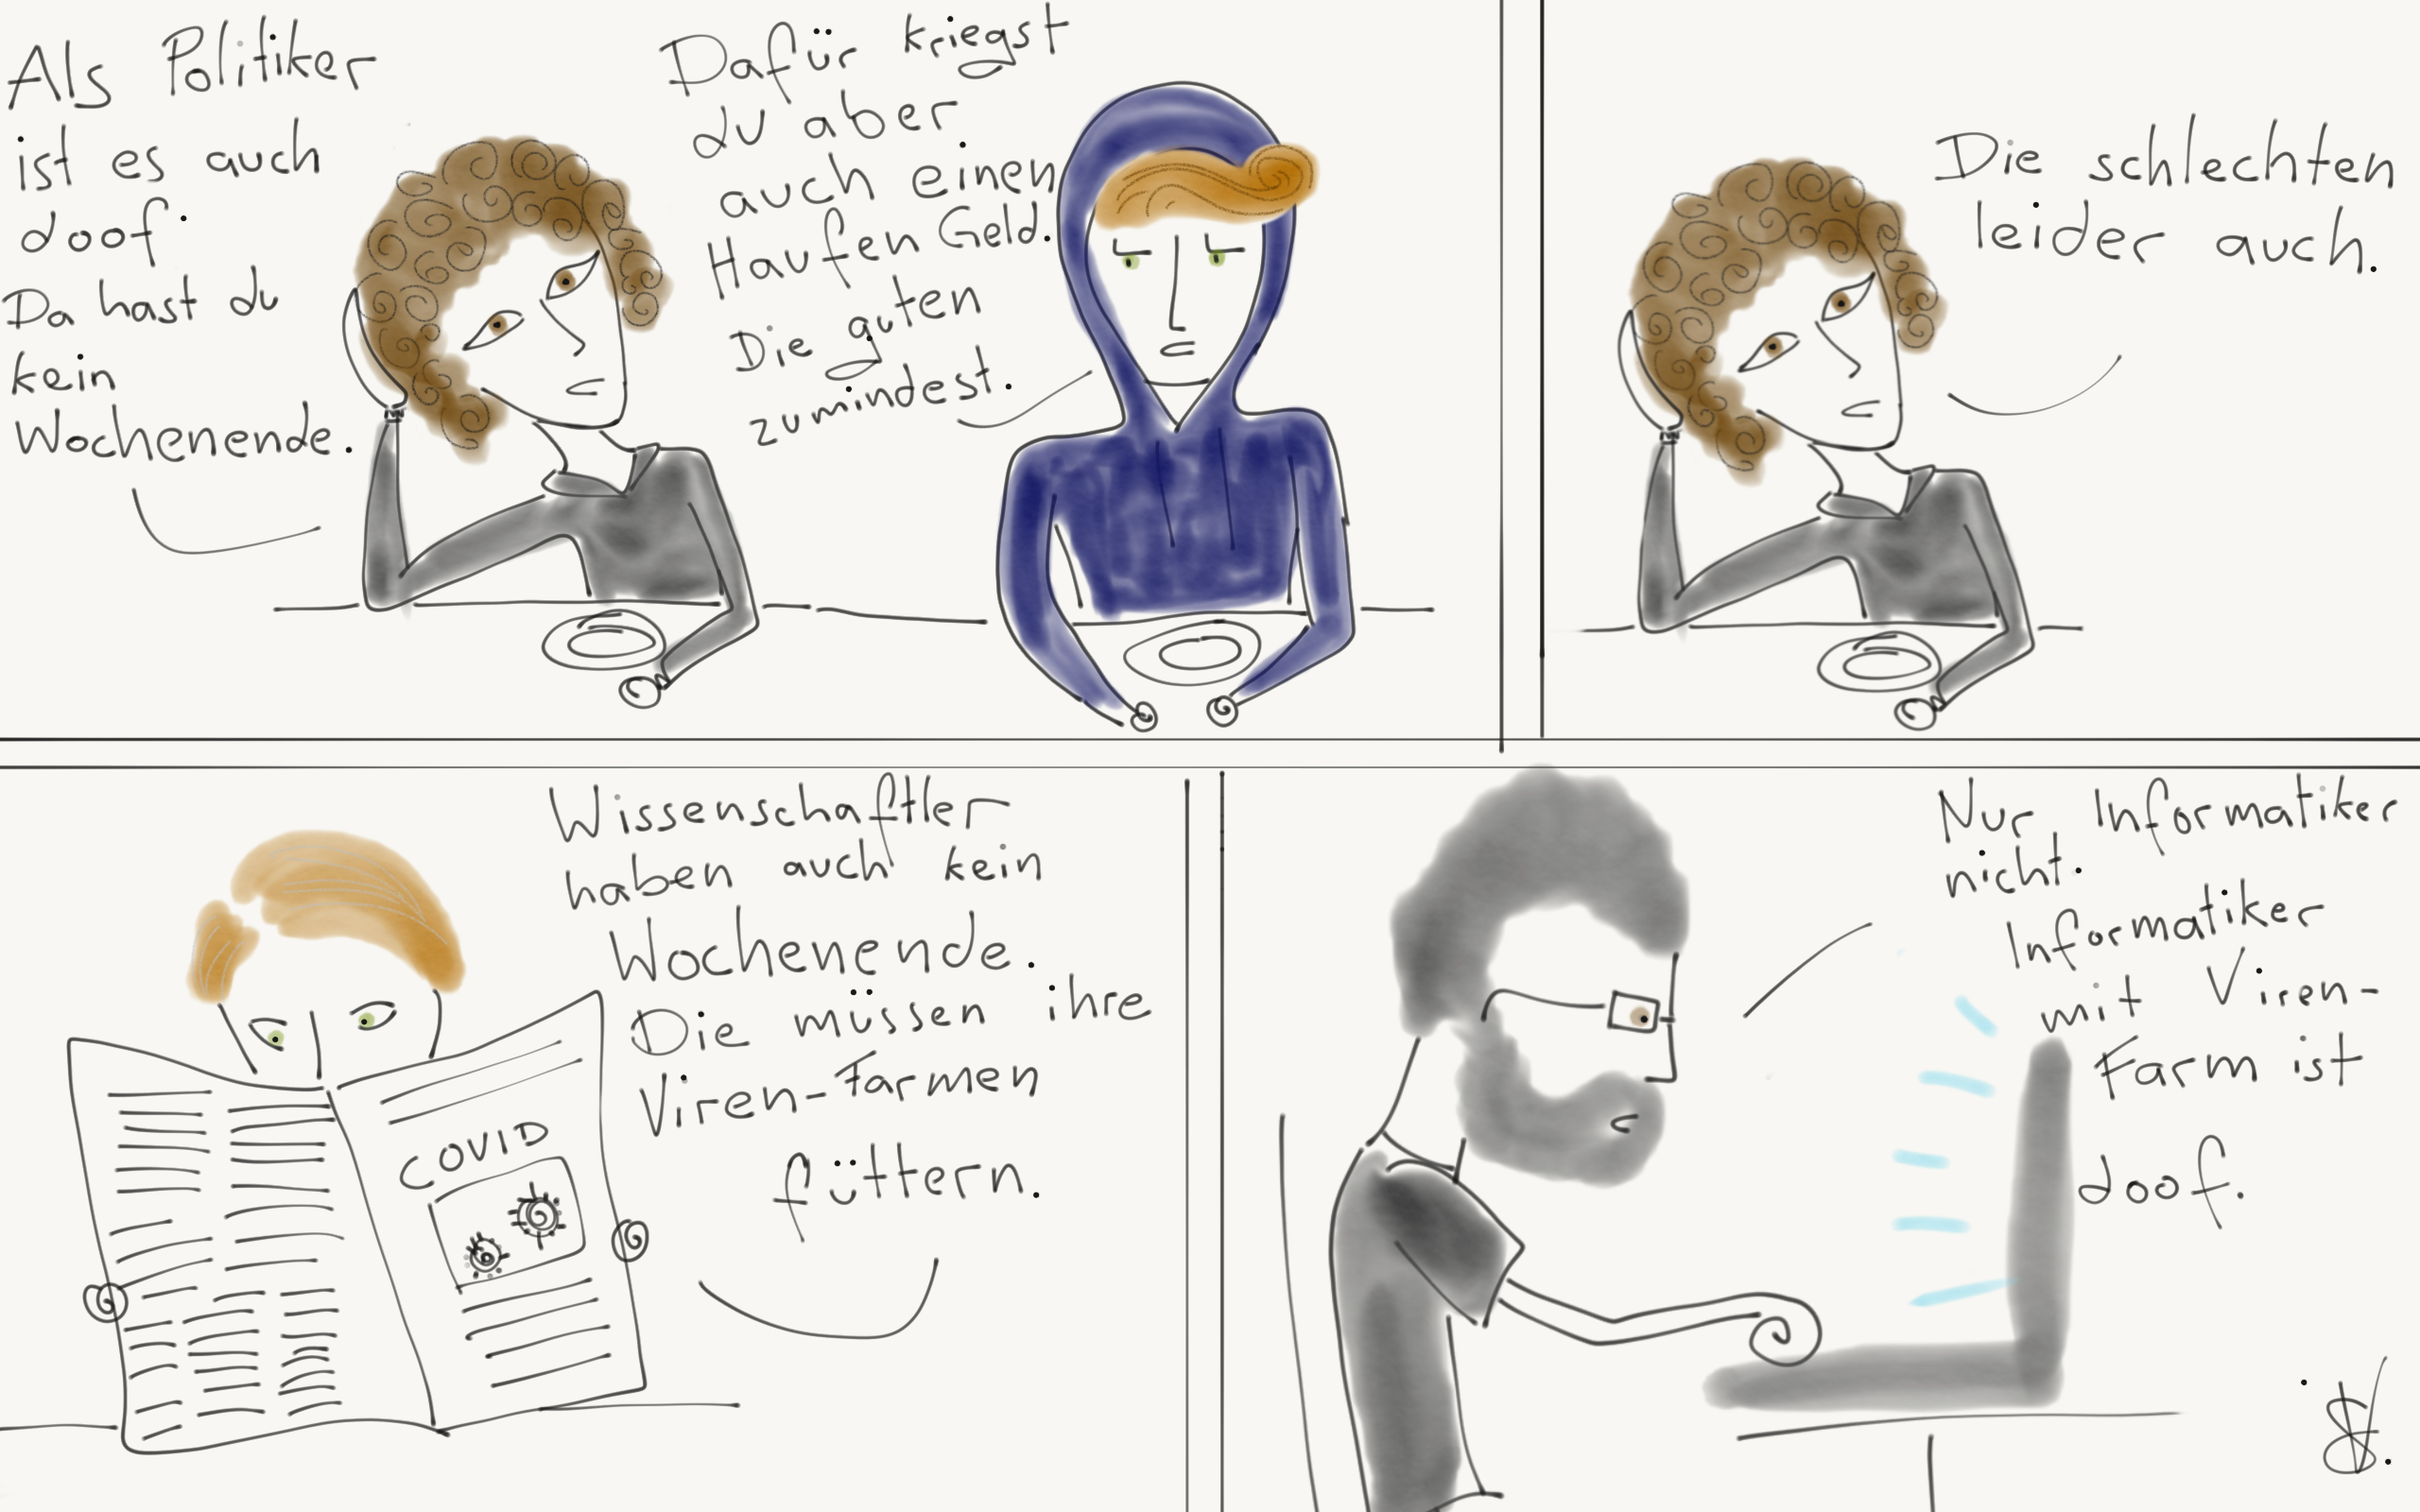 Als Politiker
ist es auch
doof.
Da hast du
kein
Wochenende.
Dafür kriegst
du aber
auch einen
Haufen Geld.
Die guten
zumindest.
Die schlechten
leider auch.
Wissenschaftler
haben auch kein
Wochenende.
Die müssen ihre
Viren-Farmen
füttern.
COVID
Nur Informatiker
nicht.
Informatiker
mit Viren-
Farm ist
doof.